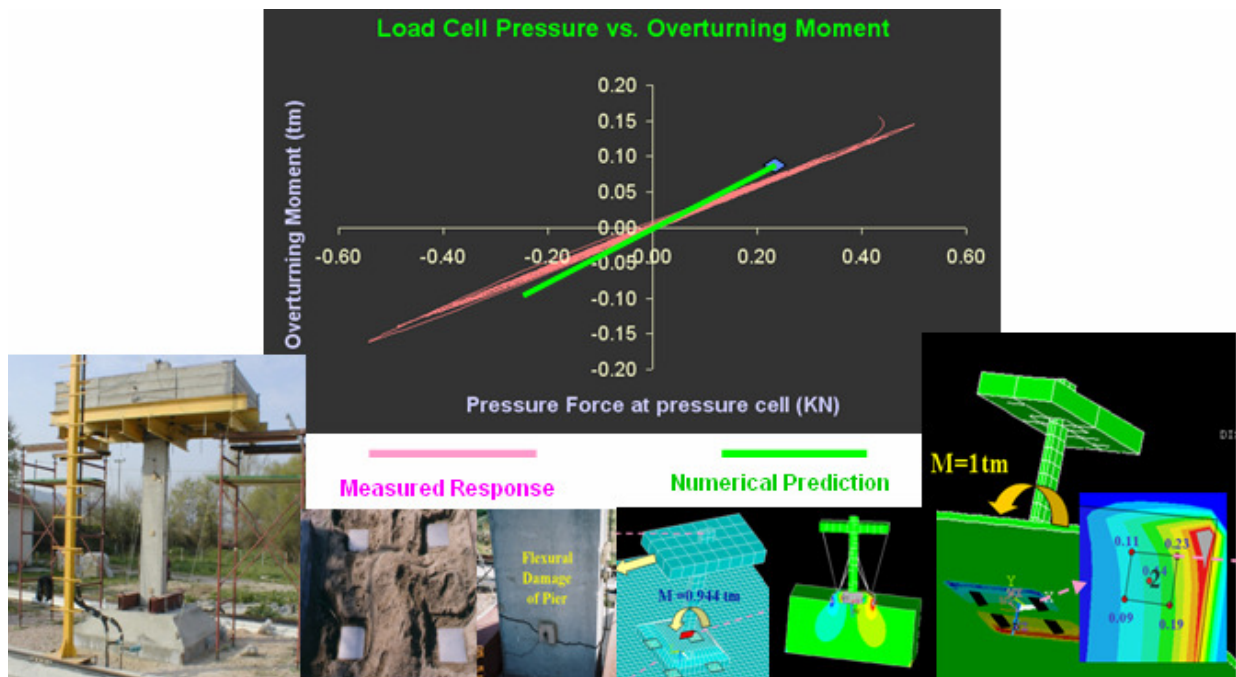 Load Cell Pressure vs. Overturning Moment
Overturning Moment (tm)
0.20
0.15
0.10
0.05
0.00
-0.05
-0.10
-0.15
-0.20
-0.60
-0.40
-0.20
0.00
0.20
0.40
0.60
Pressure Force at pressure cell (KN)
Measured Response
Numerical Prediction
Flexural
Damage
of Pier
M =0.944 tm
M=1tm
0.11
0.23
2
0.09
0.19
Y